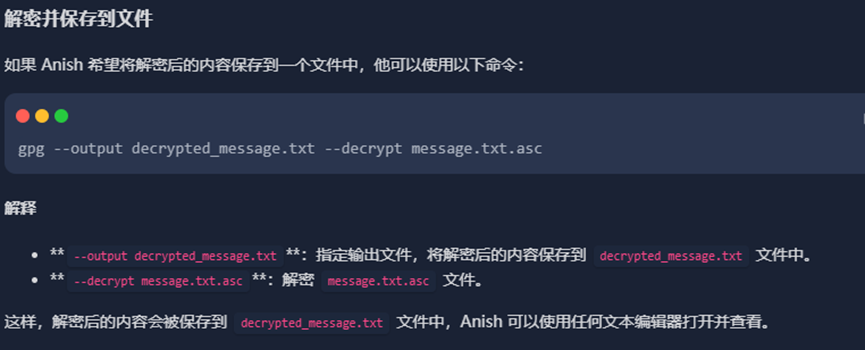 解密并保存到文件
如果 Anish 希望将解密后的内容保存到一个文件中，他可以使用以下命令：
gpg --output decrypted_message.txt --decrypt message.txt.asc
解释
• ** --output decrypted_message.txt **：指定输出文件，将解密后的内容保存到 decrypted_message.txt 文件中。
• ** --decrypt message.txt.asc **：解密 message.txt.asc 文件。
这样，解密后的内容会被保存到 decrypted_message.txt 文件中，Anish 可以使用任何文本编辑器打开并查看。